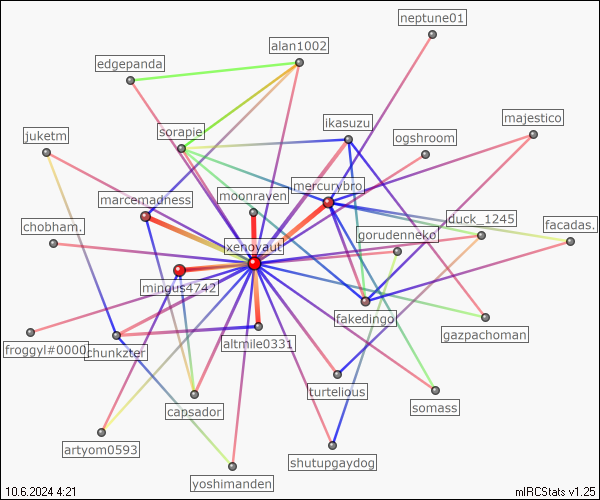 neptune01
alan1002
edgepanda
ikasuzu
majestico
sorapie
juketm
ogshroom
mercurybro
marcemadness
moonraven
duck_1245
chobham.
facadas.
gorudenneko
xenoyaut
mingus4742
fakedingo
gazpachoman
altmile0331
froggyl#0000
chunkzter
turtelious
capsador
somass
artyom0593
shutupgaydog
yoshimanden
10.6.2024 4:21
mIRCStats v1.25